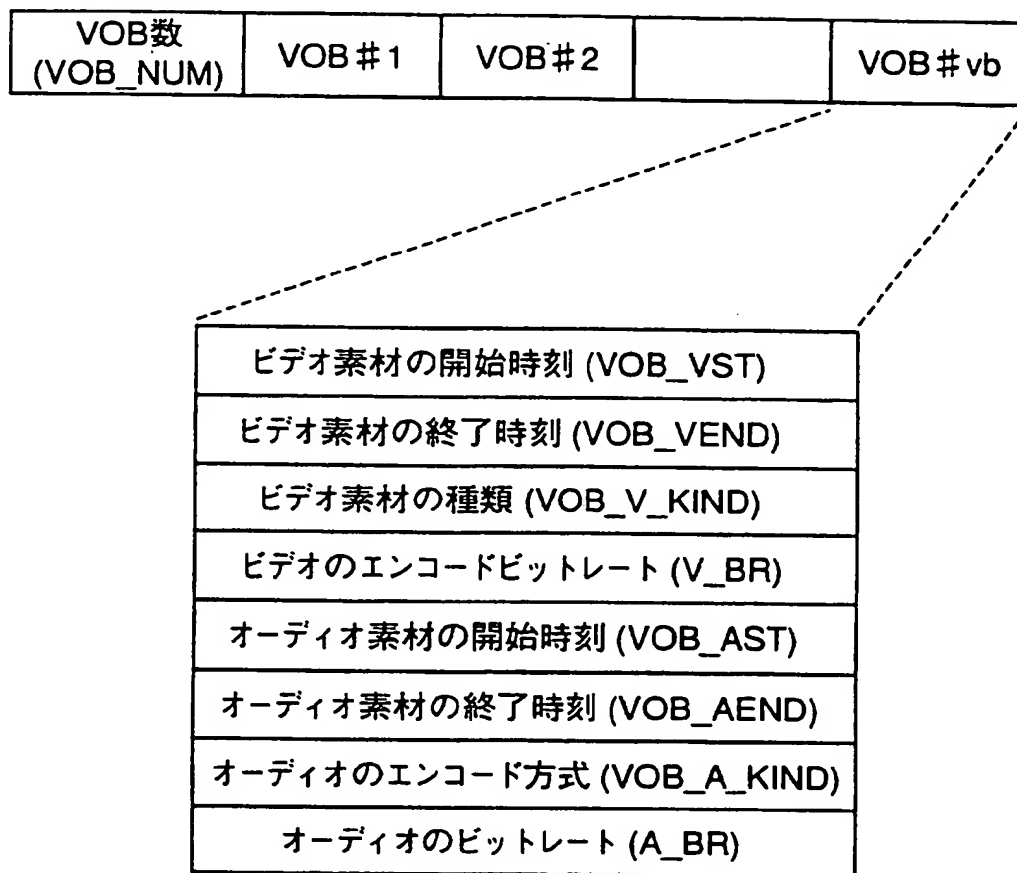 VOB数
(VOB_NUM)
VOB#1
VOB#2
VOB#vb
ビデオ素材の開始時刻 (VOB_VST)
ビデオ素材の終了時刻 (VOB_VEND)
ビデオ素材の種類 (VOB_V_KIND)
ビデオのエンコードビットレート (V_BR)
オーディオ素材の開始時刻 (VOB_AST)
オーディオ素材の終了時刻 (VOB_AEND)
オーディオのエンコード方式 (VOB_A_KIND)
オーディオのビットレート (A_BR)